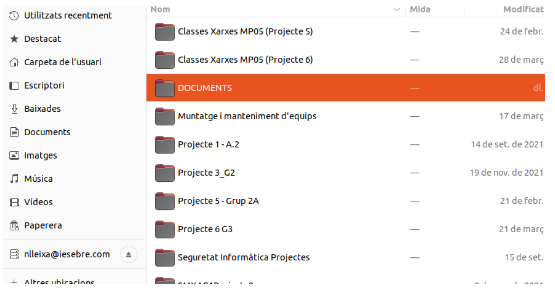 Nom Mida Modificat
Utilitzats recentment
Destacat
Carpeta de l'usuari
Escriptori
Baixades
Documents
Imatges
Música
Vídeos
Paperera
nlleixa@iesebre.com
Altres ubicacions
Classes Xarxes MP05 (Projecte 5) — 24 de febr.
Classes Xarxes MP05 (Projecte 6) — 28 de març
DOCUMENTS — dl.
Muntatge i manteniment d'equips — 17 de març
Projecte 1 - A.2 — 14 de set. de 2021
Projecte 3_G2 — 19 de nov. de 2021
Projecte 5 - Grup 2A — 21 de febr.
Projecte 6 G3 — 21 de març
Seguretat Informàtica Projectes — 15 de set.